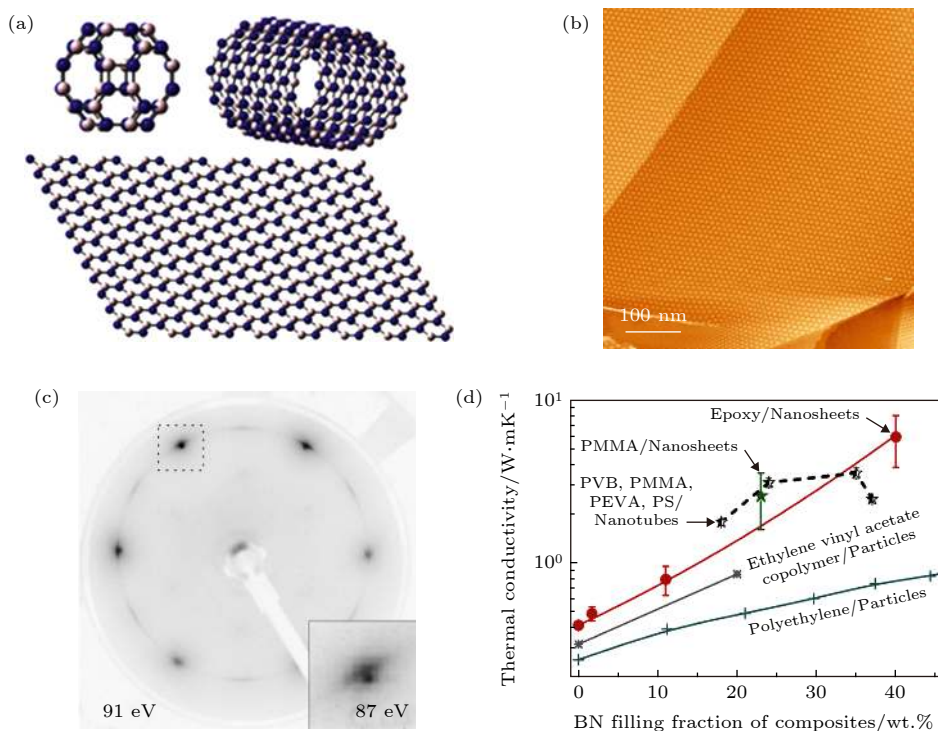 (a)
(b)
100 nm
(c)
91 eV
87 eV
(d)
Thermal conductivity/W·mK⁻¹
10¹
10⁰
Epoxy/Nanosheets
PMMA/Nanosheets
PVB, PMMA,
PEVA, PS/
Nanotubes
Ethylene vinyl acetate
copolymer/Particles
Polyethylene/Particles
0
10
20
30
40
BN filling fraction of composites/wt.%